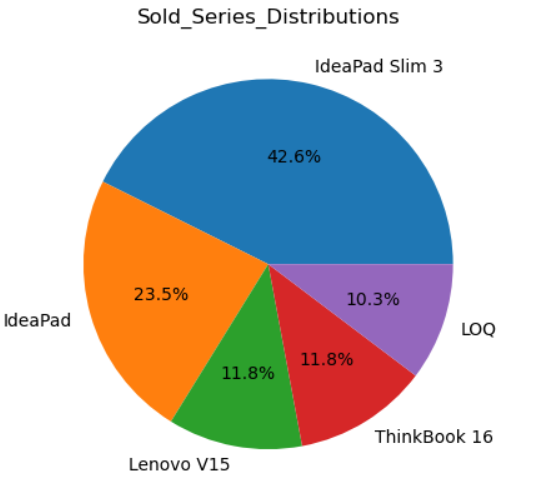 Sold_Series_Distributions
IdeaPad Slim 3
42.6%
23.5%
10.3%
IdeaPad
LOQ
11.8%
11.8%
ThinkBook 16
Lenovo V15